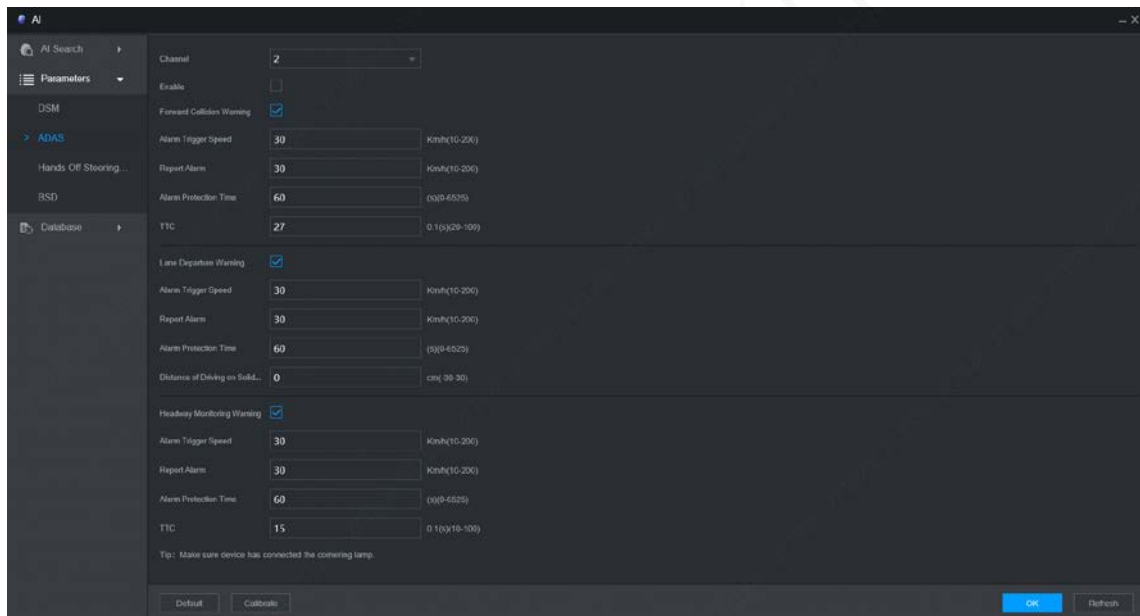 AI
AI Search
Parameters
DSM
> ADAS
Hands Off Steering...
BSD
Database
Channel 2
Enable
Forward Collision Warning
Alarm Trigger Speed 30 Km/h(10-200)
Report Alarm 30 Km/h(10-200)
Alarm Protection Time 60 (s)(0-6525)
TTC 27 0.1(s)(20-100)
Lane Departure Warning
Alarm Trigger Speed 30 Km/h(10-200)
Report Alarm 30 Km/h(10-200)
Alarm Protection Time 60 (s)(0-6525)
Distance of Driving on Solid... 0 cm(-30-30)
Headway Monitoring Warning
Alarm Trigger Speed 30 Km/h(10-200)
Report Alarm 30 Km/h(10-200)
Alarm Protection Time 60 (s)(0-6525)
TTC 15 0.1(s)(10-100)
Tip: Make sure device has connected the cornering lamp.
Default Calibrate OK Refresh